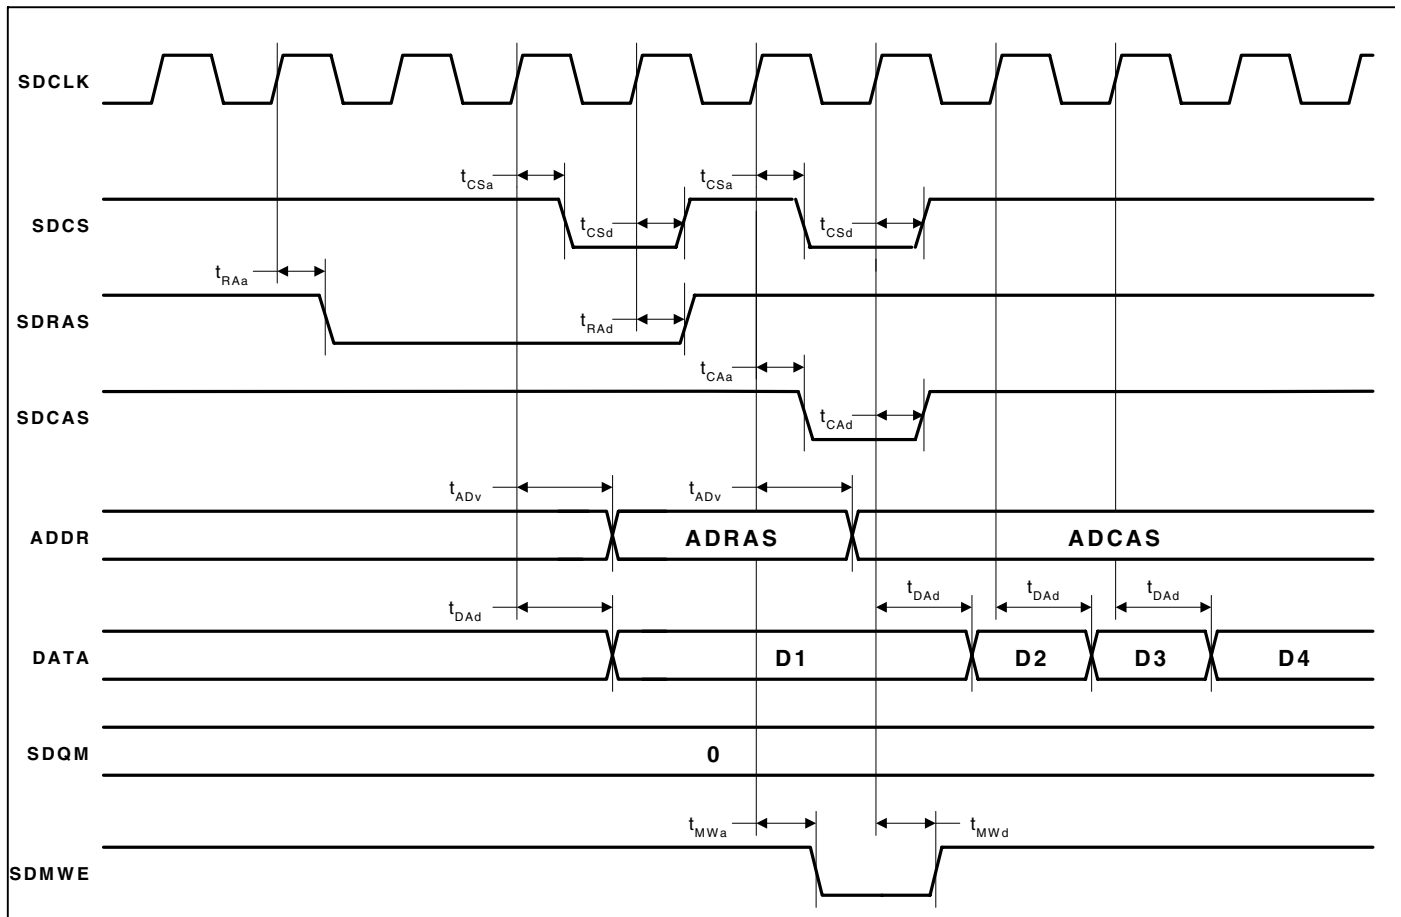 SDCLK
tCSa
tCSa
SDCS
tCSd
tCSd
tRAa
SDRAS
tRAd
tCAa
SDCAS
tCAd
tADv
tADv
ADDR
ADRAS
ADCAS
tDAd
tDAd
tDAd
tDAd
DATA
D1
D2
D3
D4
SDQM
0
tMWa
tMWd
SDMWE